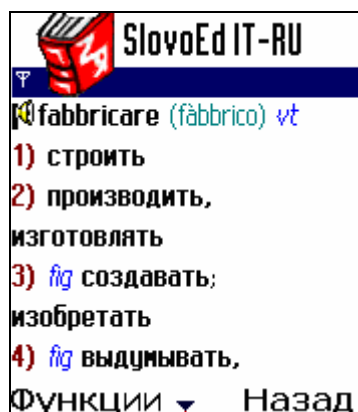 SlovoEd IT-RU
fabbricare (fàbbrico) vt
1) строить
2) производить,
изготовлять
3) fig создавать;
изобретать
4) fig выдумывать,
Функции Назад